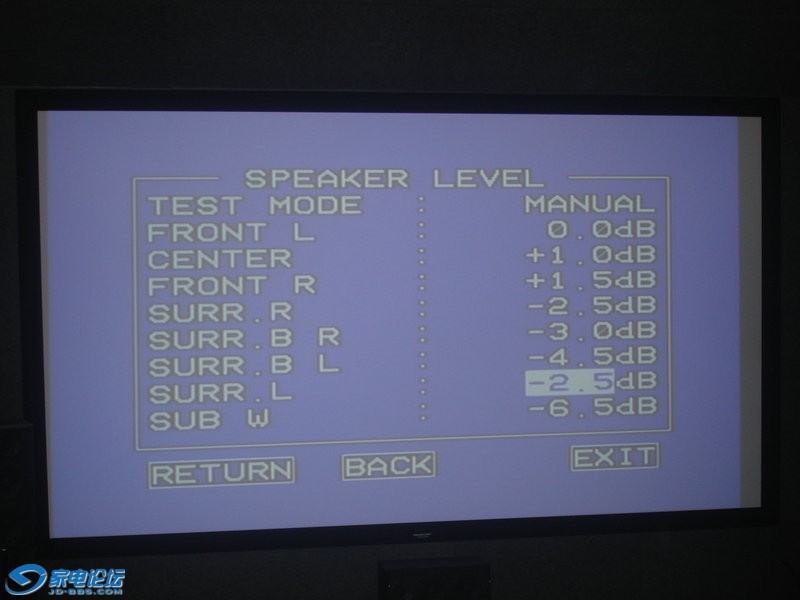 SPEAKER LEVEL
TEST MODE : MANUAL
FRONT L : 0.0dB
CENTER : +1.0dB
FRONT R : +1.5dB
SURR.R : -2.5dB
SURR.B R : -3.0dB
SURR.B L : -4.5dB
SURR.L : -2.5dB
SUB W : -6.5dB
RETURN BACK EXIT
家电论坛
JD-BBS.COM